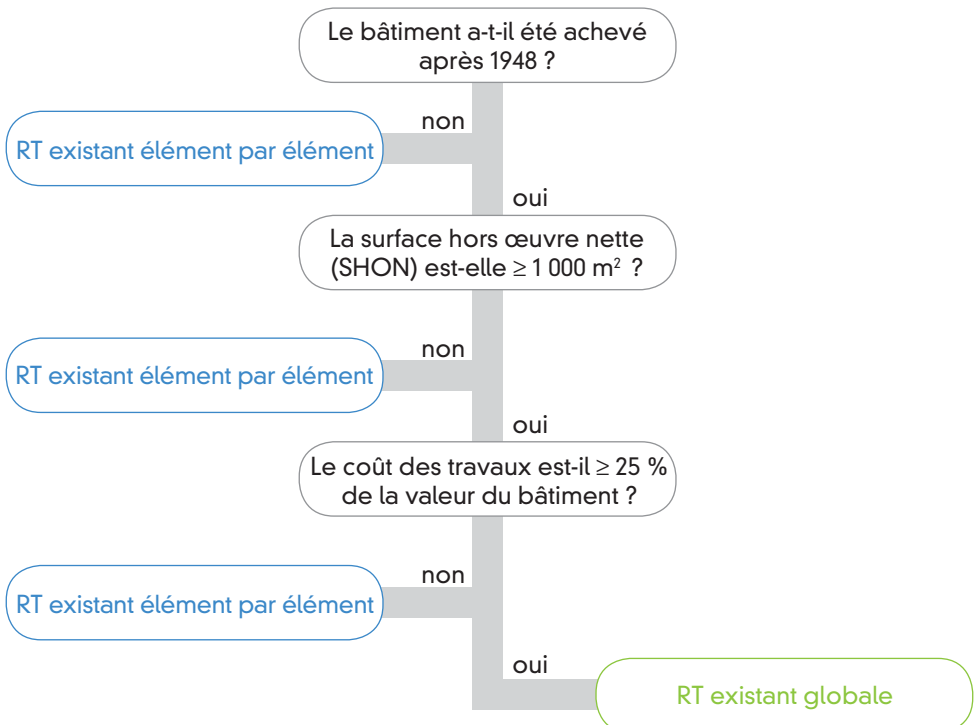 Le bâtiment a-t-il été achevé
après 1948 ?
non
RT existant élément par élément
oui
La surface hors œuvre nette
(SHON) est-elle ≥ 1 000 m² ?
non
RT existant élément par élément
oui
Le coût des travaux est-il ≥ 25 %
de la valeur du bâtiment ?
non
RT existant élément par élément
oui
RT existant globale